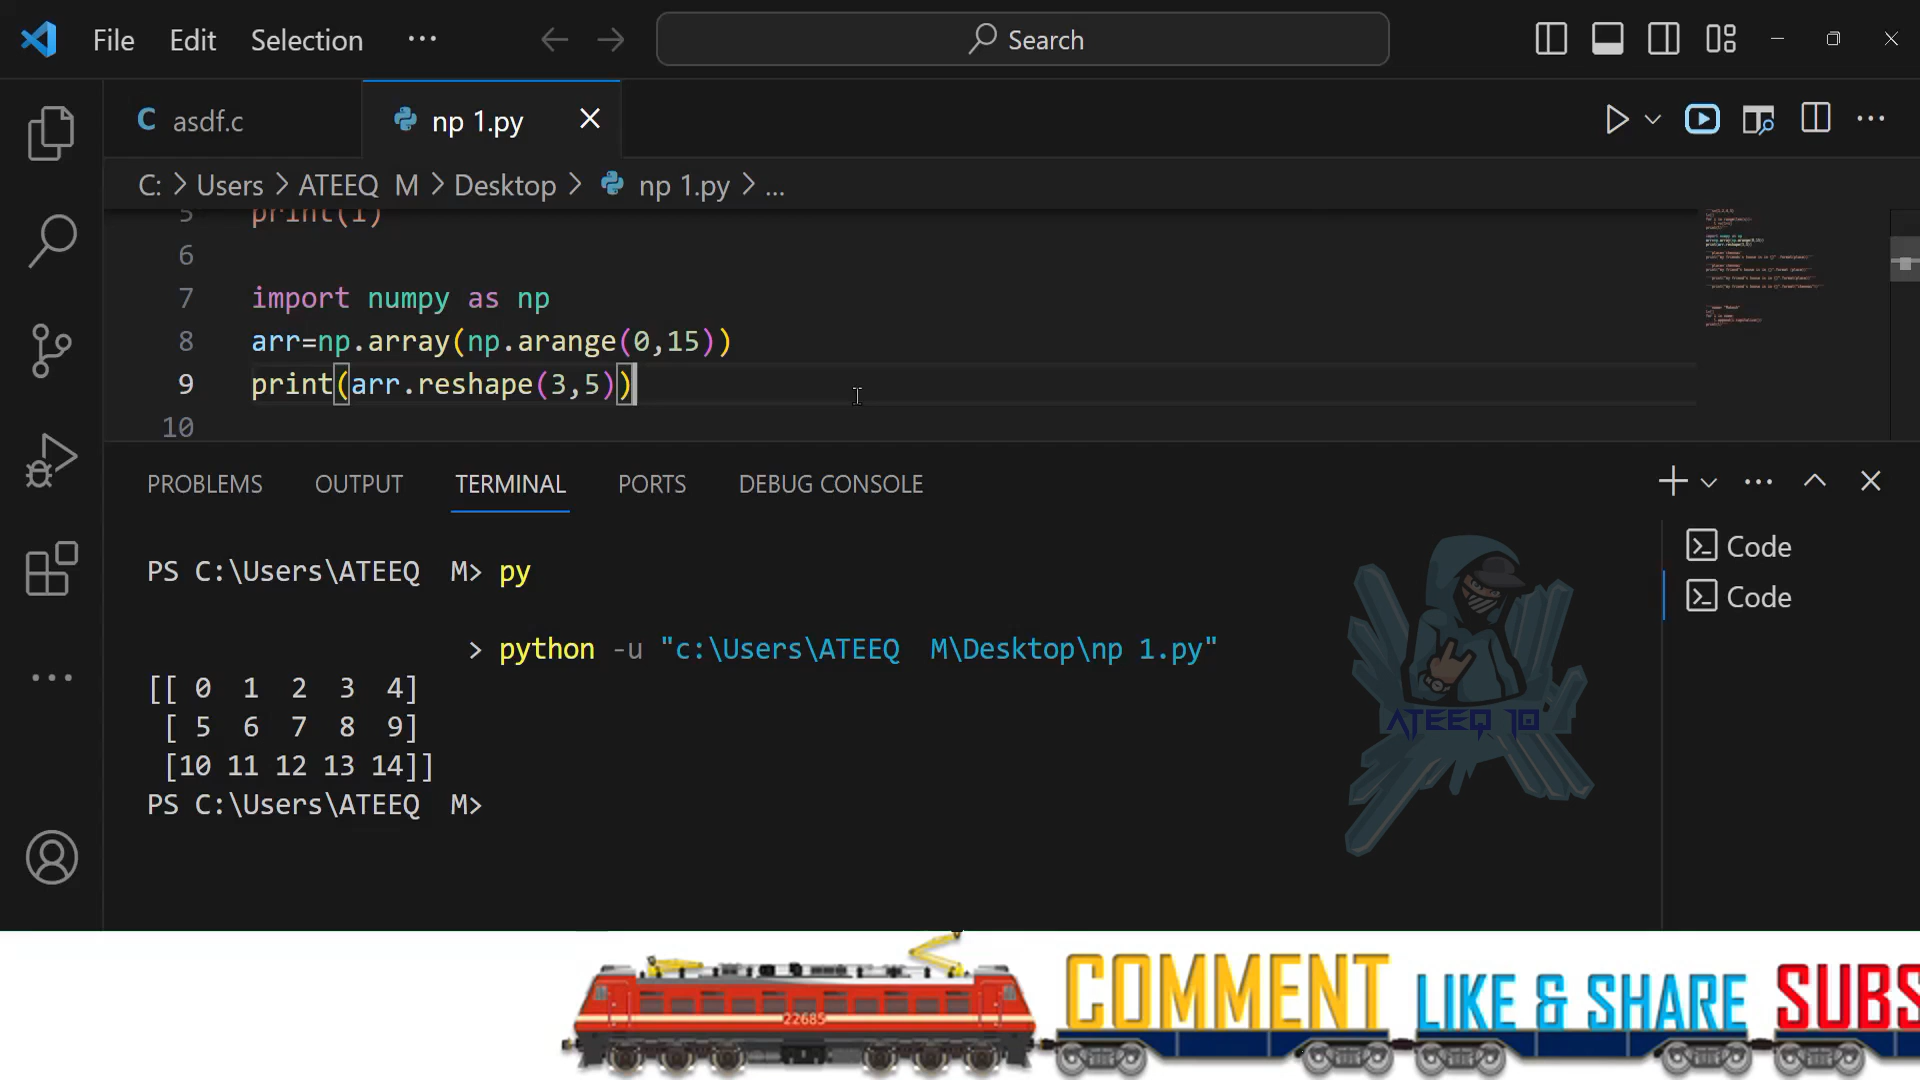 File Edit Selection ···
Search
asdf.c
np 1.py
C: > Users > ATEEQ M > Desktop > np 1.py > ...
5 print(l)
6
7 import numpy as np
8 arr=np.array(np.arange(0,15))
9 print(arr.reshape(3,5))
10
PROBLEMS OUTPUT TERMINAL PORTS DEBUG CONSOLE
PS C:\Users\ATEEQ  M> py
> python -u "c:\Users\ATEEQ  M\Desktop\np 1.py"
[[ 0  1  2  3  4]
 [ 5  6  7  8  9]
 [10 11 12 13 14]]
PS C:\Users\ATEEQ  M>
Code
Code
ATEEQ 10
22685
COMMENT LIKE & SHARE SUBS